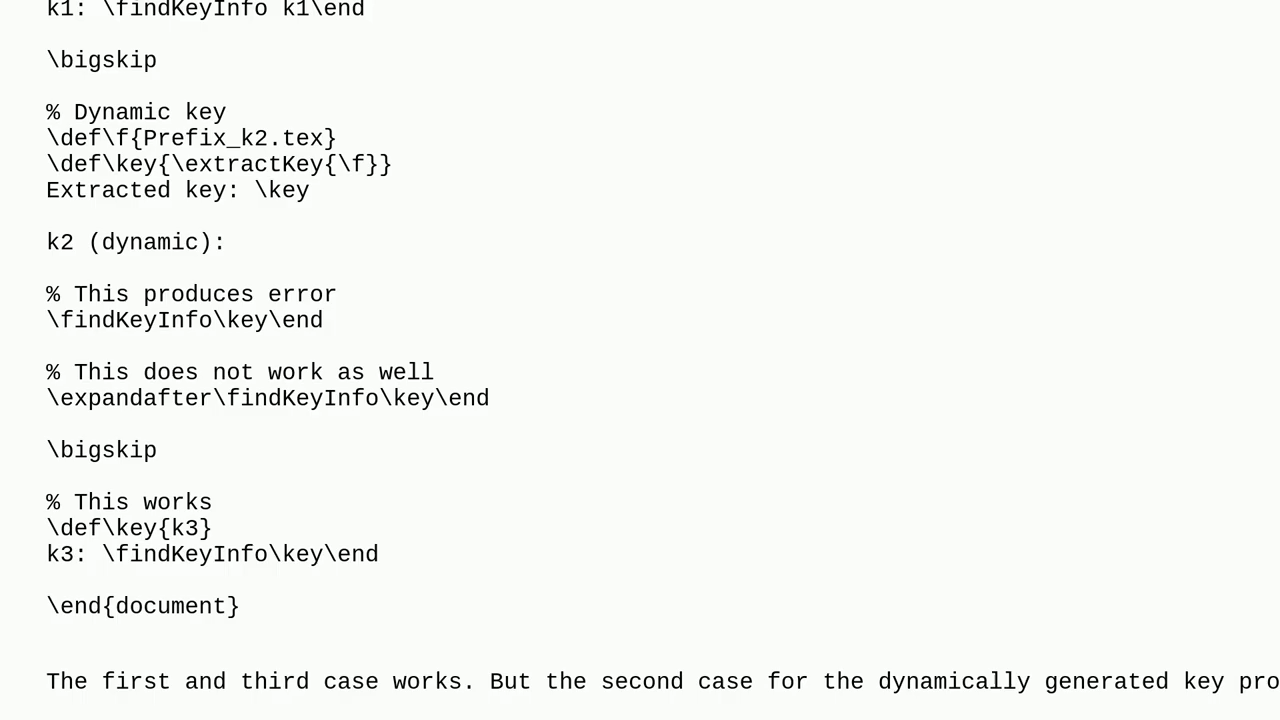 k1: \findKeyInfo k1\end
\bigskip
% Dynamic key
\def\f{Prefix_k2.tex}
\def\key{\extractKey{\f}}
Extracted key: \key
k2 (dynamic):
% This produces error
\findKeyInfo\key\end
% This does not work as well
\expandafter\findKeyInfo\key\end
\bigskip
% This works
\def\key{k3}
k3: \findKeyInfo\key\end
\end{document}
The first and third case works. But the second case for the dynamically generated key pro